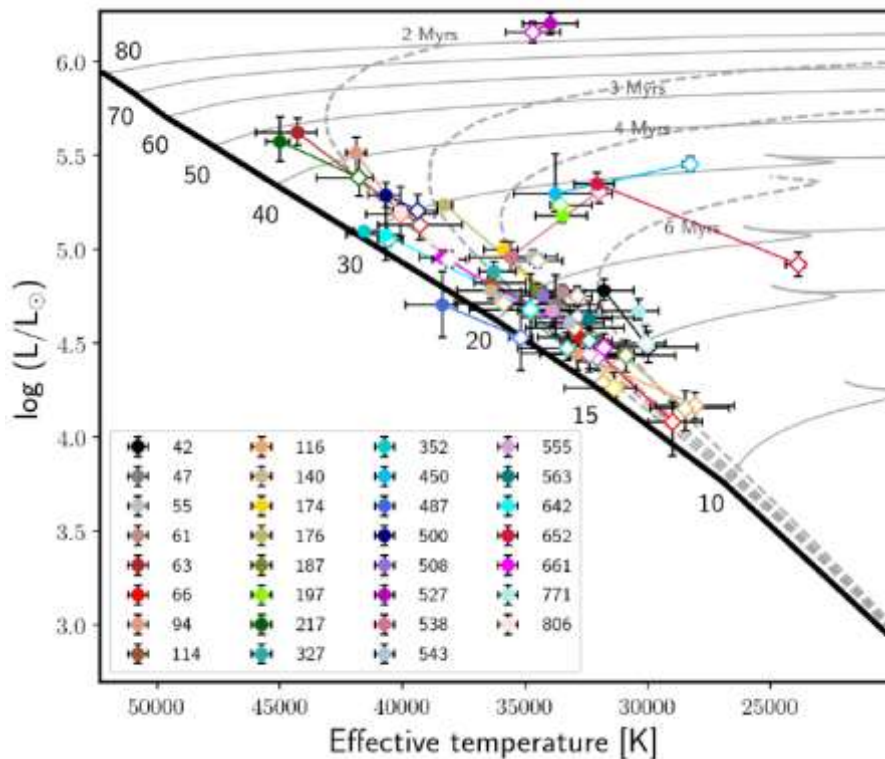 2 Myrs
80
6.0
3 Myrs
70
4 Myrs
60
5.5
50
40
6 Myrs
log (L/L⊙)
5.0
30
20
4.5
15
4.0
10
3.5
3.0
42 116 352 555
47 140 450 563
55 174 487 642
61 176 500 652
63 187 508 661
66 197 527 771
94 217 538 806
114 327 543
50000 45000 40000 35000 30000 25000
Effective temperature [K]